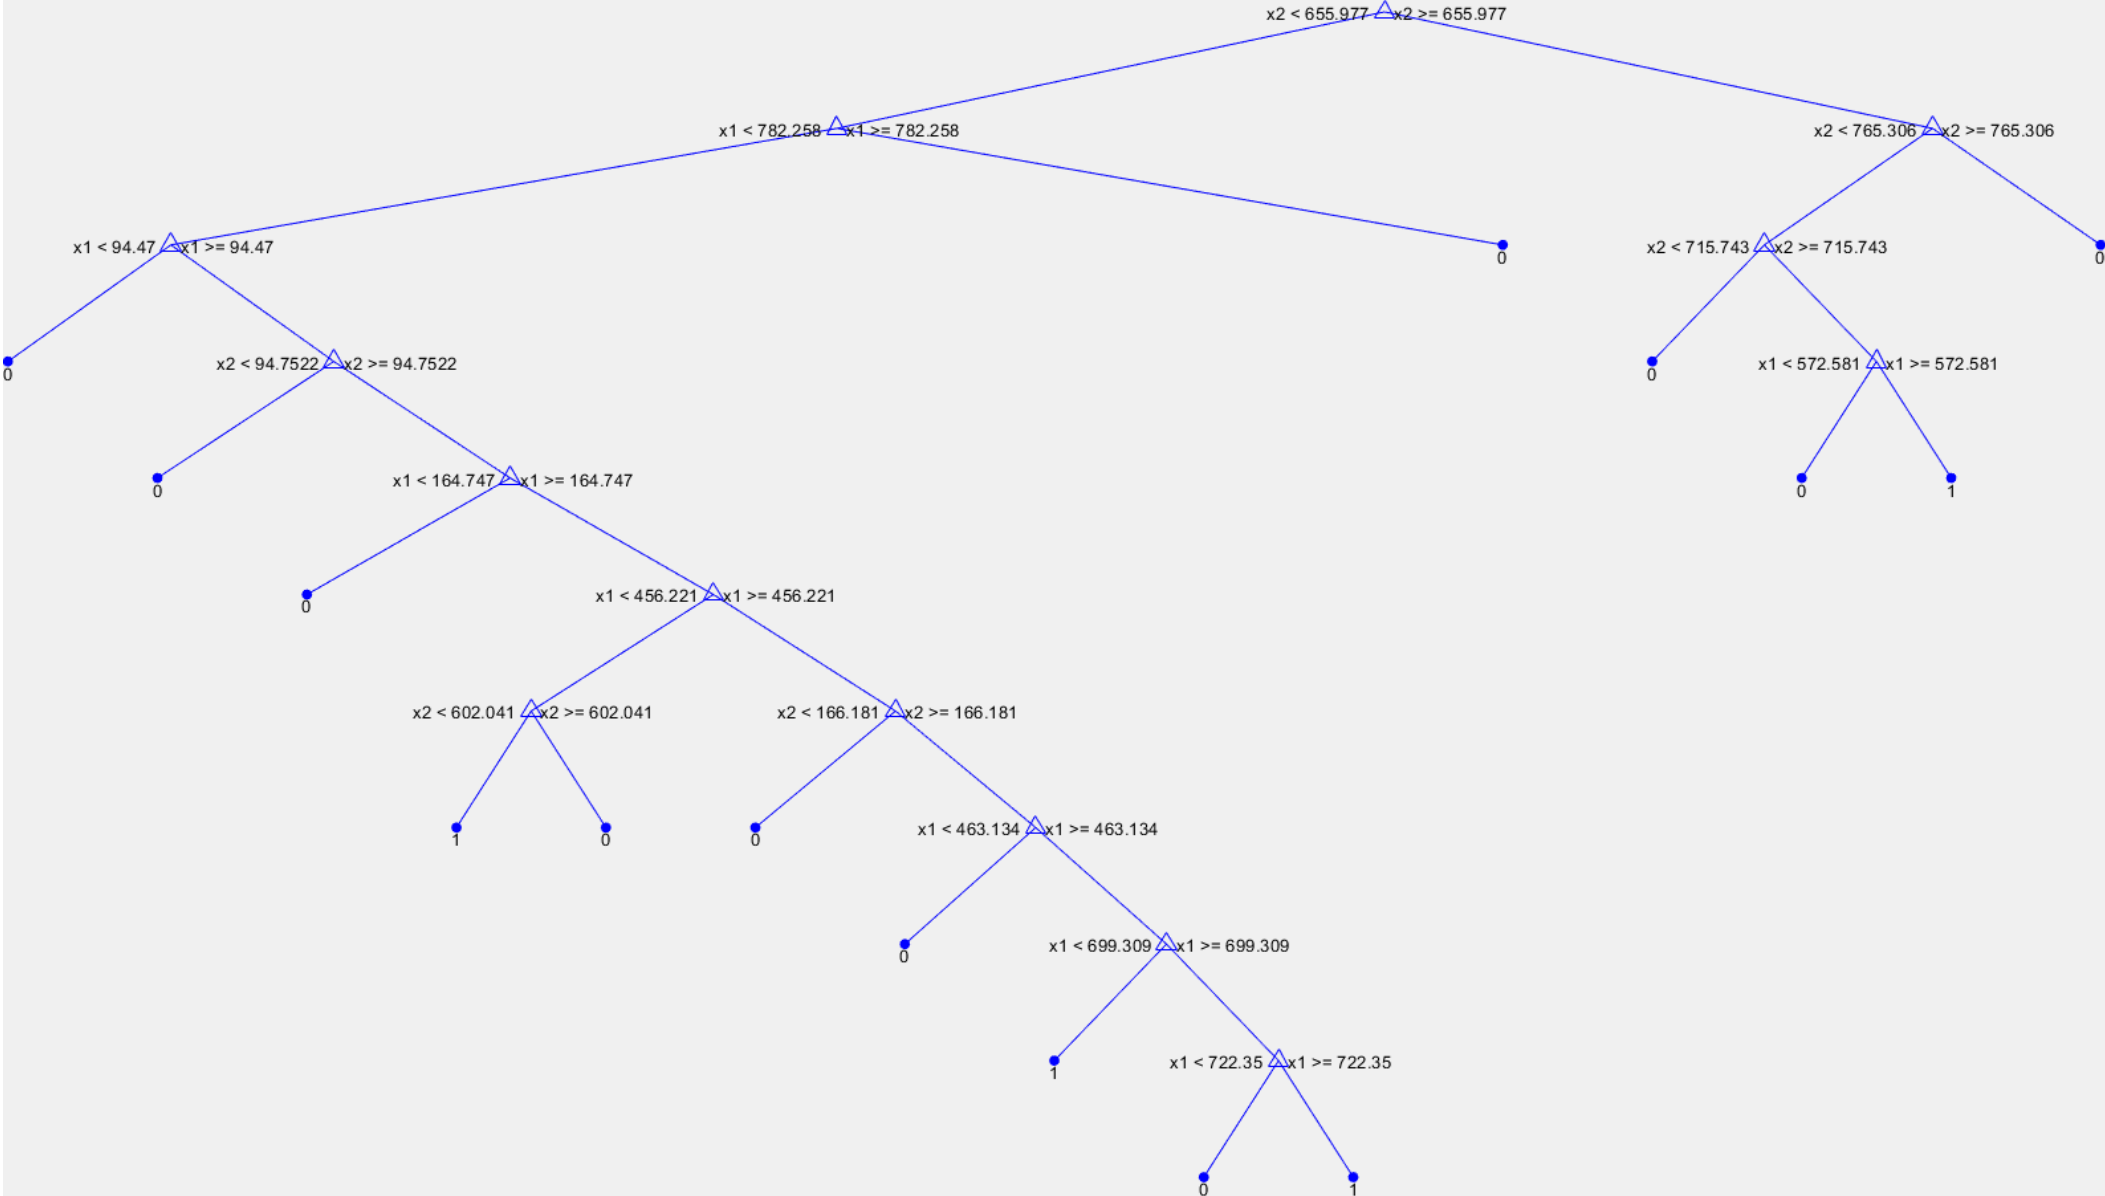 x2 < 655.977 x2 >= 655.977
x1 < 782.258 x1 >= 782.258 x2 < 765.306 x2 >= 765.306
x1 < 94.47 x1 >= 94.47 0 x2 < 715.743 x2 >= 715.743 0
0 x2 < 94.7522 x2 >= 94.7522 0 x1 < 572.581 x1 >= 572.581
0 x1 < 164.747 x1 >= 164.747 0 1
0 x1 < 456.221 x1 >= 456.221
x2 < 602.041 x2 >= 602.041 x2 < 166.181 x2 >= 166.181
1 0 0 x1 < 463.134 x1 >= 463.134
0 x1 < 699.309 x1 >= 699.309
1 x1 < 722.35 x1 >= 722.35
0 1